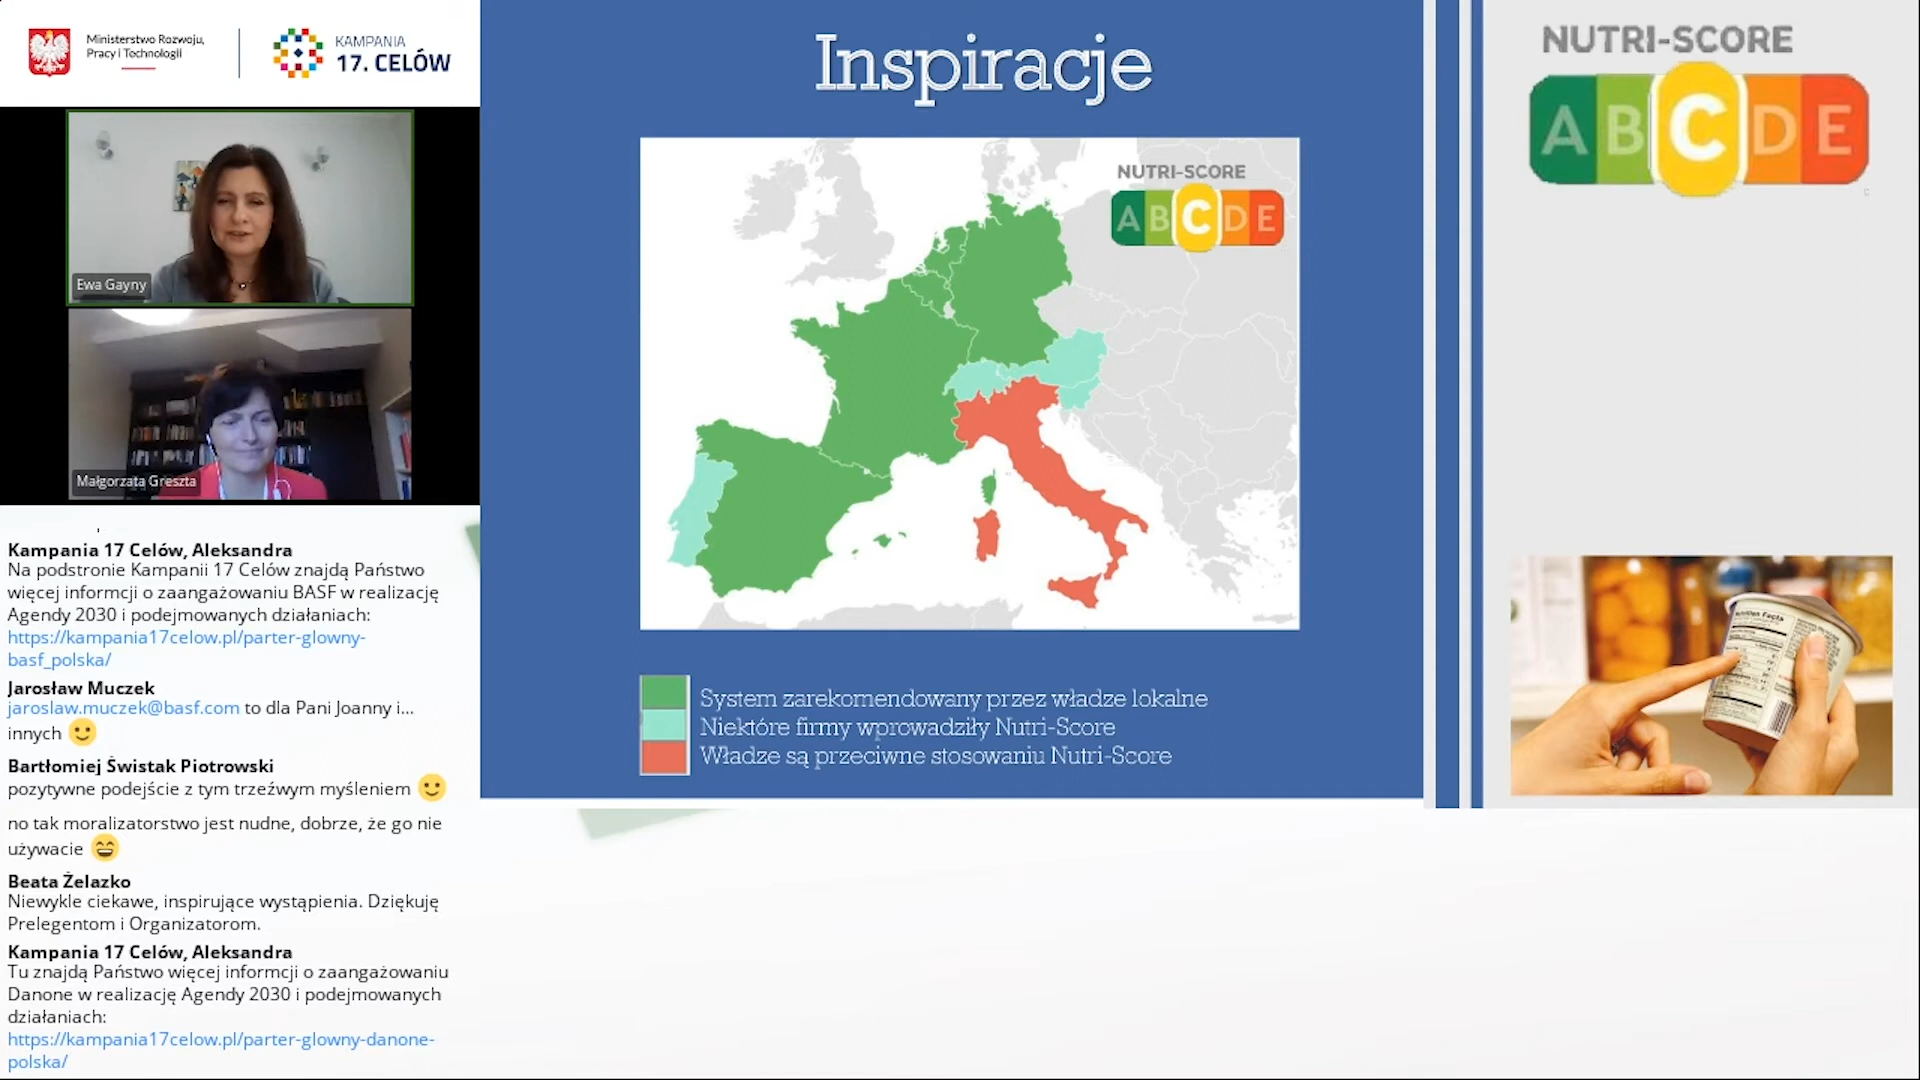 Ministerstwo Rozwoju,
Pracy i Technologii
KAMPANIA
17. CELÓW
Ewa Gayny
Małgorzata Greszta
Kampania 17 Celów, Aleksandra
Na podstronie Kampanii 17 Celów znajdą Państwo
więcej informcji o zaangażowaniu BASF w realizację
Agendy 2030 i podejmowanych działaniach:
https://kampania17celow.pl/parter-glowny-
basf_polska/
Jarosław Muczek
jaroslaw.muczek@basf.com to dla Pani Joanny i...
innych 🙂
Bartłomiej Świstak Piotrowski
pozytywne podejście z tym trzeźwym myśleniem 🙂
no tak moralizatorstwo jest nudne, dobrze, że go nie
używacie 😄
Beata Żelazko
Niewykle ciekawe, inspirujące wystąpienia. Dziękuję
Prelegentom i Organizatorom.
Kampania 17 Celów, Aleksandra
Tu znajdą Państwo więcej informcji o zaangażowaniu
Danone w realizację Agendy 2030 i podejmowanych
działaniach:
https://kampania17celow.pl/parter-glowny-danone-
polska/
Inspiracje
NUTRI-SCORE
A B C D E
System zarekomendowany przez władze lokalne
Niektóre firmy wprowadziły Nutri-Score
Władze są przeciwne stosowaniu Nutri-Score
NUTRI-SCORE
A B C D E
Nutrition Facts